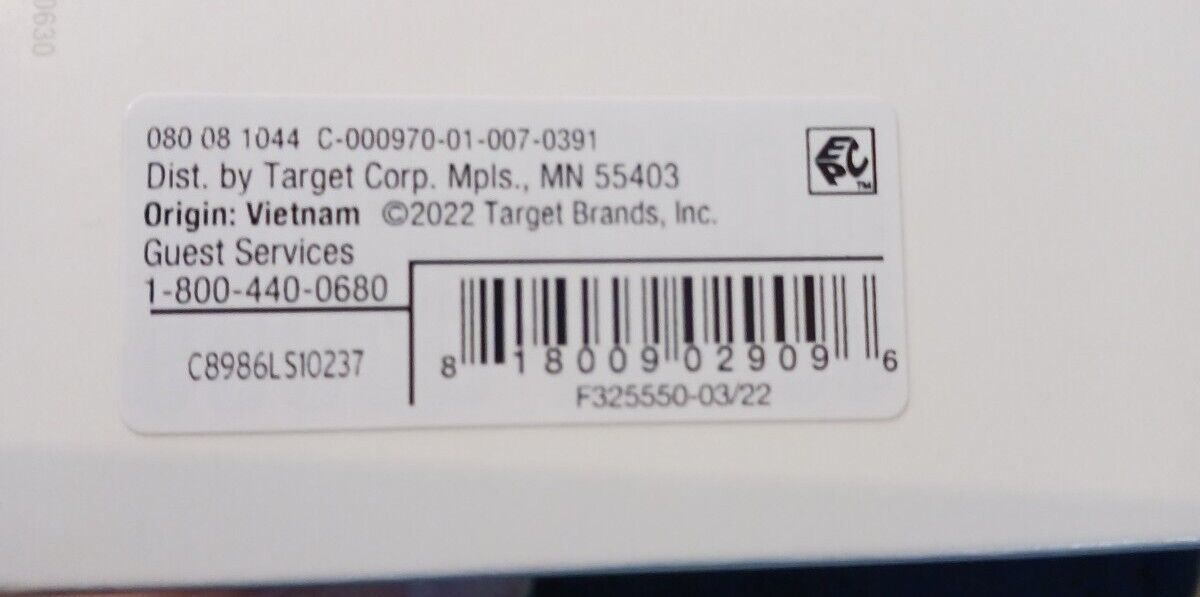 0630
080 08 1044 C-000970-01-007-0391
Dist. by Target Corp. Mpls., MN 55403
Origin: Vietnam ©2022 Target Brands, Inc.
Guest Services
1-800-440-0680
ECP™
C8986LS10237
8 18009 02909 6
F325550-03/22